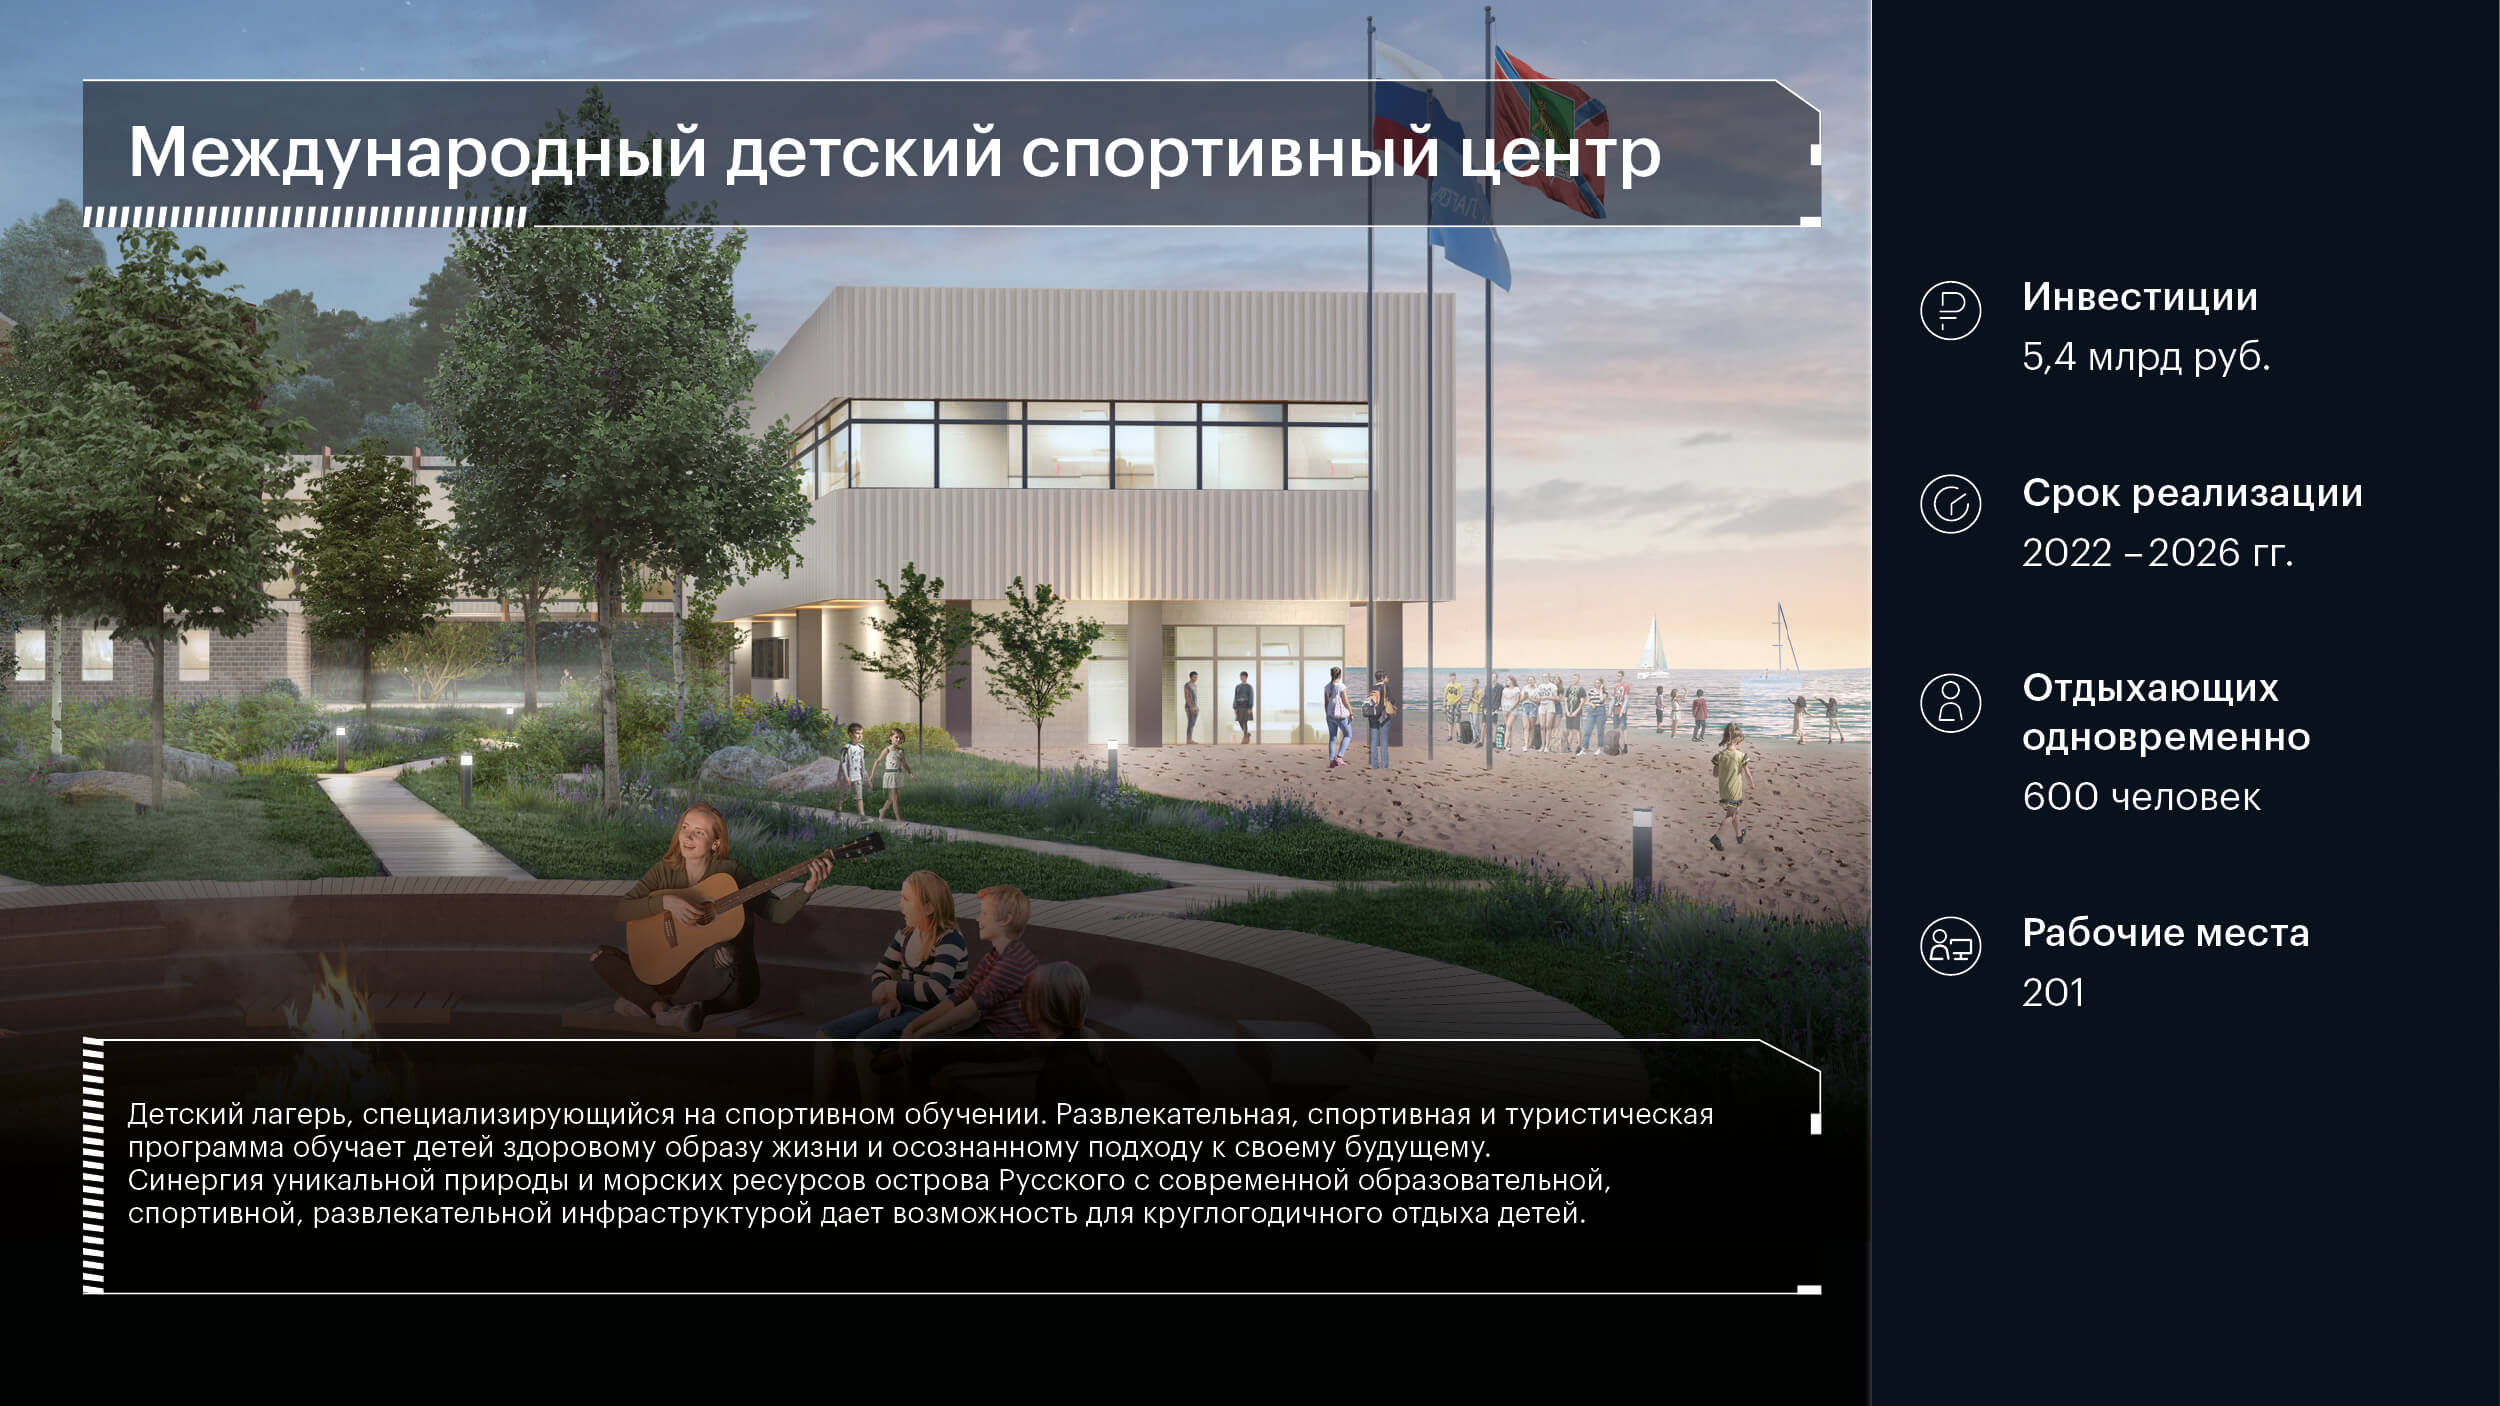 Международный детский спортивный центр
Инвестиции
5,4 млрд руб.
Срок реализации
2022 – 2026 гг.
Отдыхающих
одновременно
600 человек
Рабочие места
201
Детский лагерь, специализирующийся на спортивном обучении. Развлекательная, спортивная и туристическая
программа обучает детей здоровому образу жизни и осознанному подходу к своему будущему.
Синергия уникальной природы и морских ресурсов острова Русского с современной образовательной,
спортивной, развлекательной инфраструктурой дает возможность для круглогодичного отдыха детей.